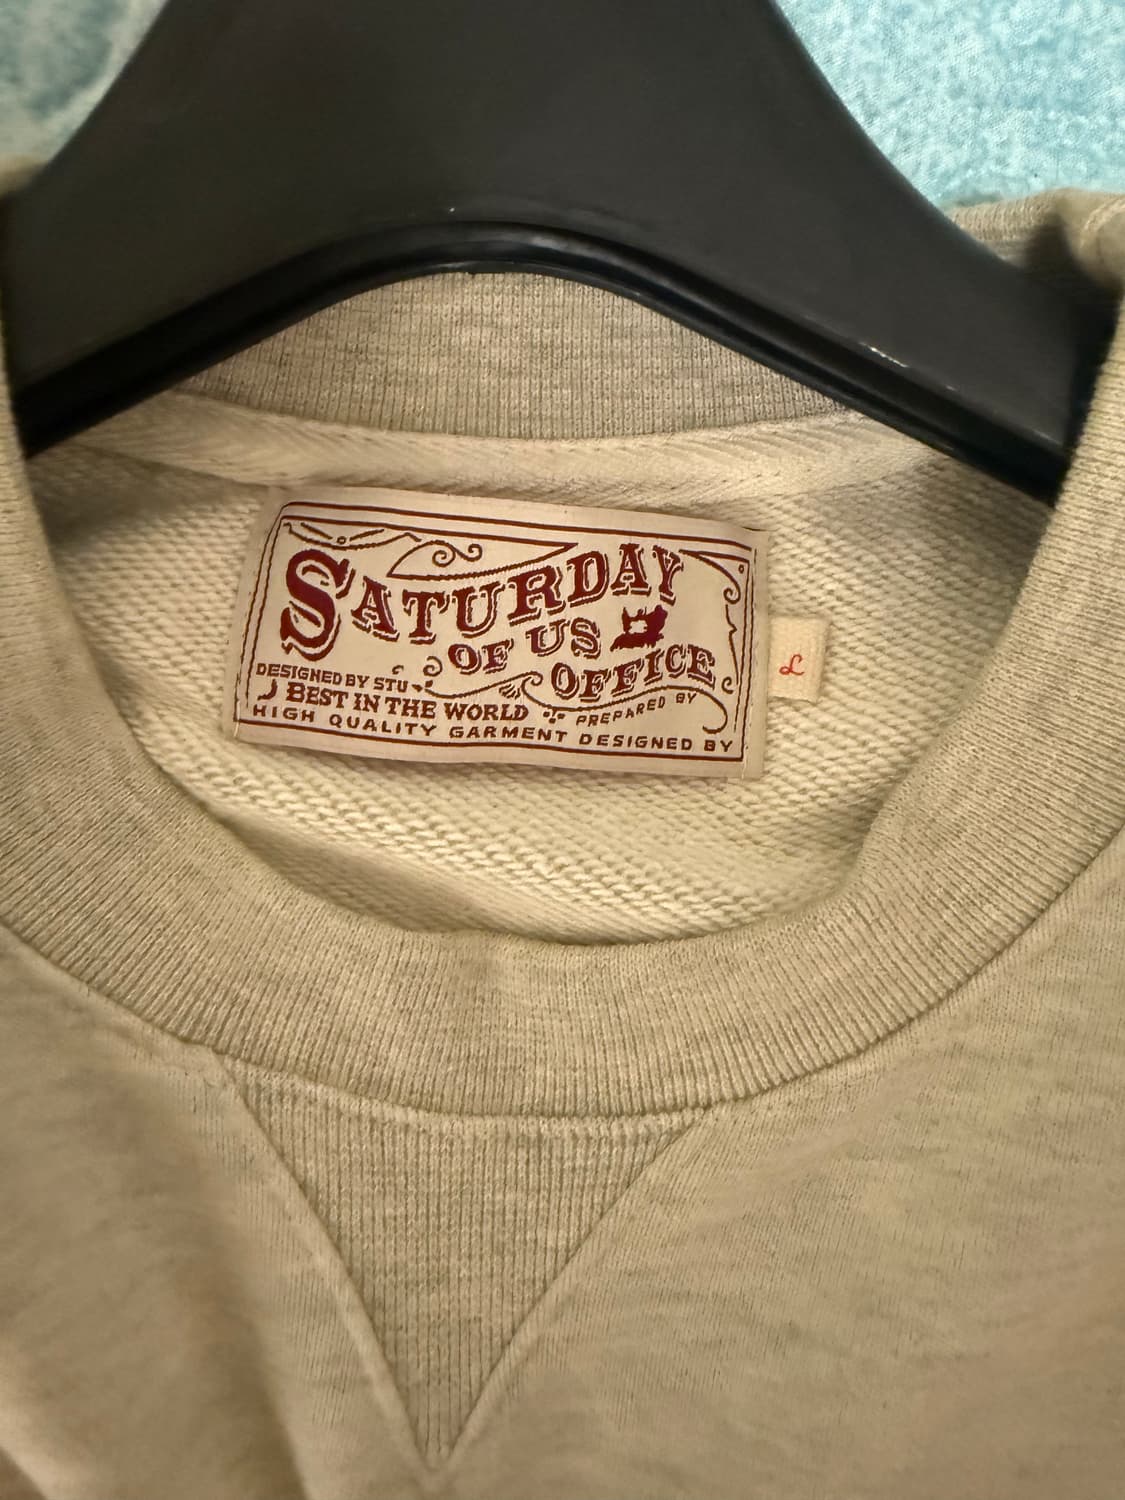 SATURDAY
OF US
OFFICE
DESIGNED BY STU
BEST IN THE WORLD
PREPARED BY
HIGH QUALITY GARMENT DESIGNED BY
L